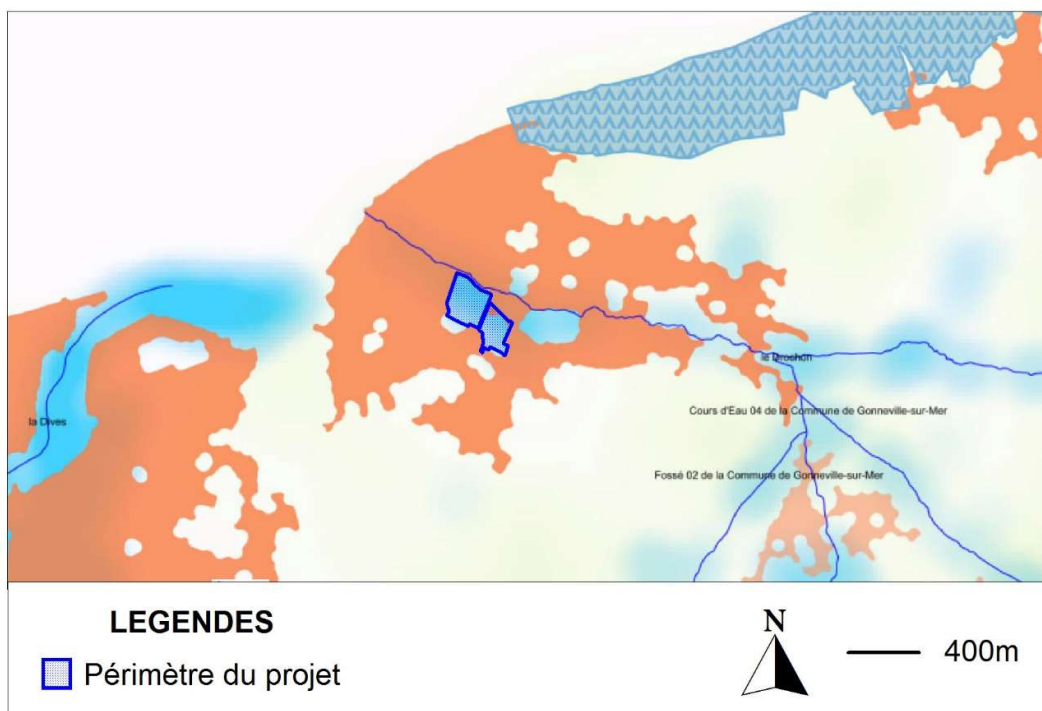 le Drochon
Cours d'Eau 04 de la Commune de Gonneville-sur-Mer
la Dives
Fossé 02 de la Commune de Gonneville-sur-Mer
LEGENDES
Périmètre du projet
N
400m